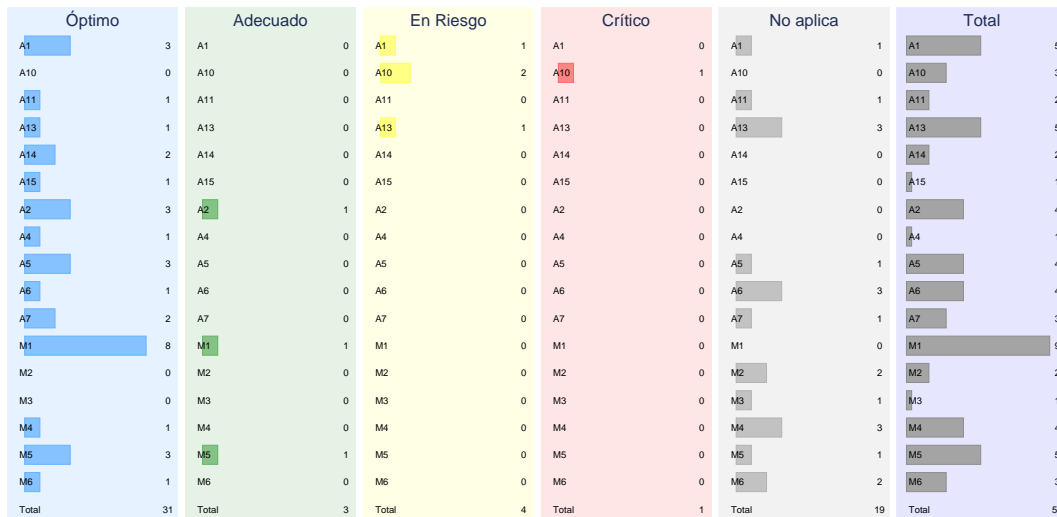 Óptimo Adecuado En Riesgo Crítico No aplica Total
A1 3 A1 0 A1 1 A1 0 A1 1 A1 5
A10 0 A10 0 A10 2 A10 1 A10 0 A10 3
A11 1 A11 0 A11 0 A11 0 A11 1 A11 2
A13 1 A13 0 A13 1 A13 0 A13 3 A13 5
A14 2 A14 0 A14 0 A14 0 A14 0 A14 2
A15 1 A15 0 A15 0 A15 0 A15 0 A15 1
A2 3 A2 1 A2 0 A2 0 A2 0 A2 4
A4 1 A4 0 A4 0 A4 0 A4 0 A4 1
A5 3 A5 0 A5 0 A5 0 A5 1 A5 4
A6 1 A6 0 A6 0 A6 0 A6 3 A6 4
A7 2 A7 0 A7 0 A7 0 A7 1 A7 3
M1 8 M1 1 M1 0 M1 0 M1 0 M1 9
M2 0 M2 0 M2 0 M2 0 M2 2 M2 2
M3 0 M3 0 M3 0 M3 0 M3 1 M3 1
M4 1 M4 0 M4 0 M4 0 M4 3 M4 4
M5 3 M5 1 M5 0 M5 0 M5 1 M5 5
M6 1 M6 0 M6 0 M6 0 M6 2 M6 3
Total 31 Total 3 Total 4 Total 1 Total 19 Total 5